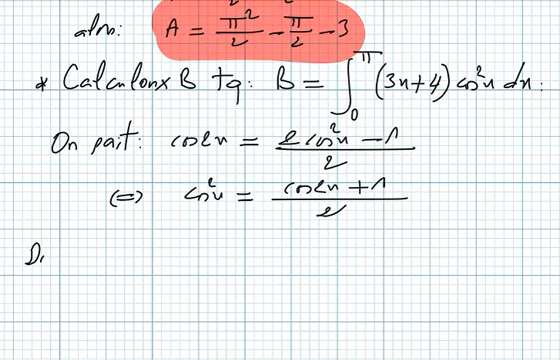 alors: A = π²/2 - π/2 - 3
* Calculons B tq: B = ∫₀^π (3x+4) cos²x dx:
On part: cos2x = (2cos²x - 1)/2
(=) cos²x = (cos2x + 1)/2
D